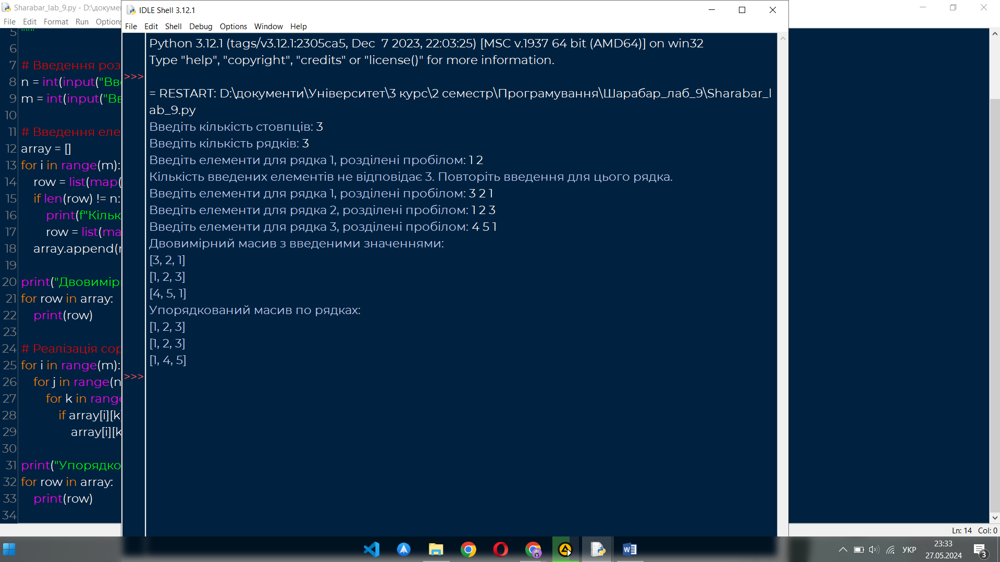 Sharabar_lab_9.py - D:\докуме
File Edit Format Run Options
5 """
6
7 # Введення роз
8 n = int(input("Вве
9 m = int(input("Вв
10
11 # Введення еле
12 array = []
13 for i in range(m):
14 row = list(map(
15 if len(row) != n:
16 print(f"Кільк
17 row = list(ma
18 array.append(r
19
20 print("Двовимір
21 for row in array:
22 print(row)
23
24 # Реалізація сор
25 for i in range(m):
26 for j in range(n
27 for k in range
28 if array[i][k]
29 array[i][k
30
31 print("Упорядко
32 for row in array:
33 print(row)
34
IDLE Shell 3.12.1
File Edit Shell Debug Options Window Help
Python 3.12.1 (tags/v3.12.1:2305ca5, Dec  7 2023, 22:03:25) [MSC v.1937 64 bit (AMD64)] on win32
Type "help", "copyright", "credits" or "license()" for more information.
>>>
= RESTART: D:\документи\Університет\3 курс\2 семестр\Програмування\Шарабар_лаб_9\Sharabar_l
ab_9.py
Введіть кількість стовпців: 3
Введіть кількість рядків: 3
Введіть елементи для рядка 1, розділені пробілом: 1 2
Кількість введених елементів не відповідає 3. Повторіть введення для цього рядка.
Введіть елементи для рядка 1, розділені пробілом: 3 2 1
Введіть елементи для рядка 2, розділені пробілом: 1 2 3
Введіть елементи для рядка 3, розділені пробілом: 4 5 1
Двовимірний масив з введеними значеннями:
[3, 2, 1]
[1, 2, 3]
[4, 5, 1]
Упорядкований масив по рядках:
[1, 2, 3]
[1, 2, 3]
[1, 4, 5]
>>>
Ln: 14 Col: 0
УКР
23:33
27.05.2024
3